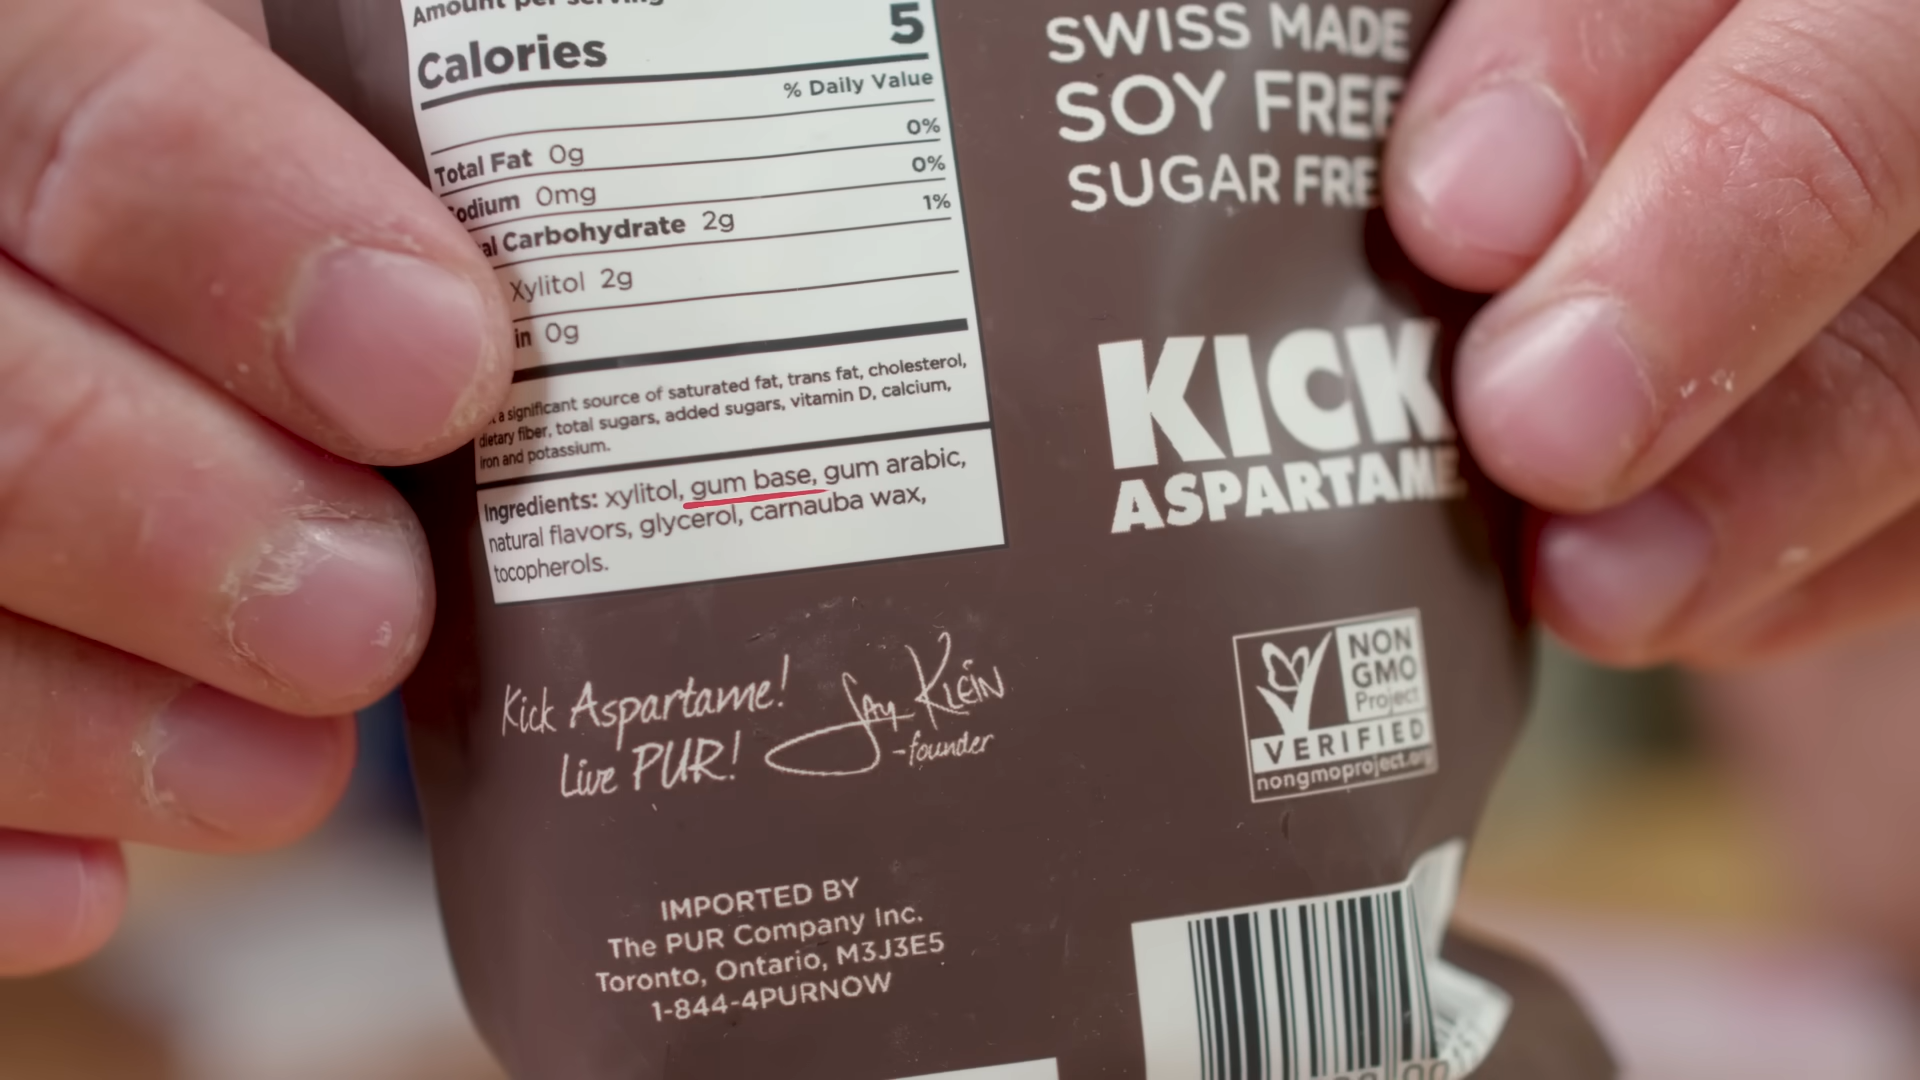 Amount per serving
Calories 5
% Daily Value
Total Fat 0g 0%
odium 0mg 0%
al Carbohydrate 2g 1%
Xylitol 2g
in 0g
a significant source of saturated fat, trans fat, cholesterol,
dietary fiber, total sugars, added sugars, vitamin D, calcium,
iron and potassium.
Ingredients: xylitol, gum base, gum arabic,
natural flavors, glycerol, carnauba wax,
tocopherols.
Kick Aspartame!
Live PUR!
Jay Klein
-founder
IMPORTED BY
The PUR Company Inc.
Toronto, Ontario, M3J3E5
1-844-4PURNOW
SWISS MADE
SOY FREE
SUGAR FRE
KICK
ASPARTAME
NON
GMO
Project
VERIFIED
nongmoproject.org